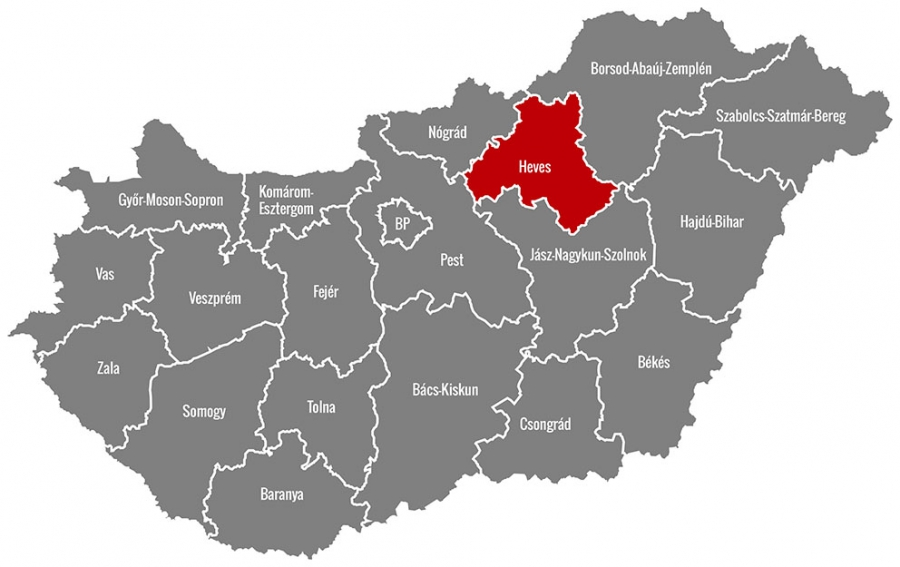 Borsod-Abaúj-Zemplén
Szabolcs-Szatmár-Bereg
Nógrád
Heves
Győr-Moson-Sopron
Komárom-
Esztergom
BP
Hajdú-Bihar
Jász-Nagykun-Szolnok
Pest
Vas
Veszprém
Fejér
Zala
Békés
Bács-Kiskun
Somogy
Tolna
Csongrád
Baranya